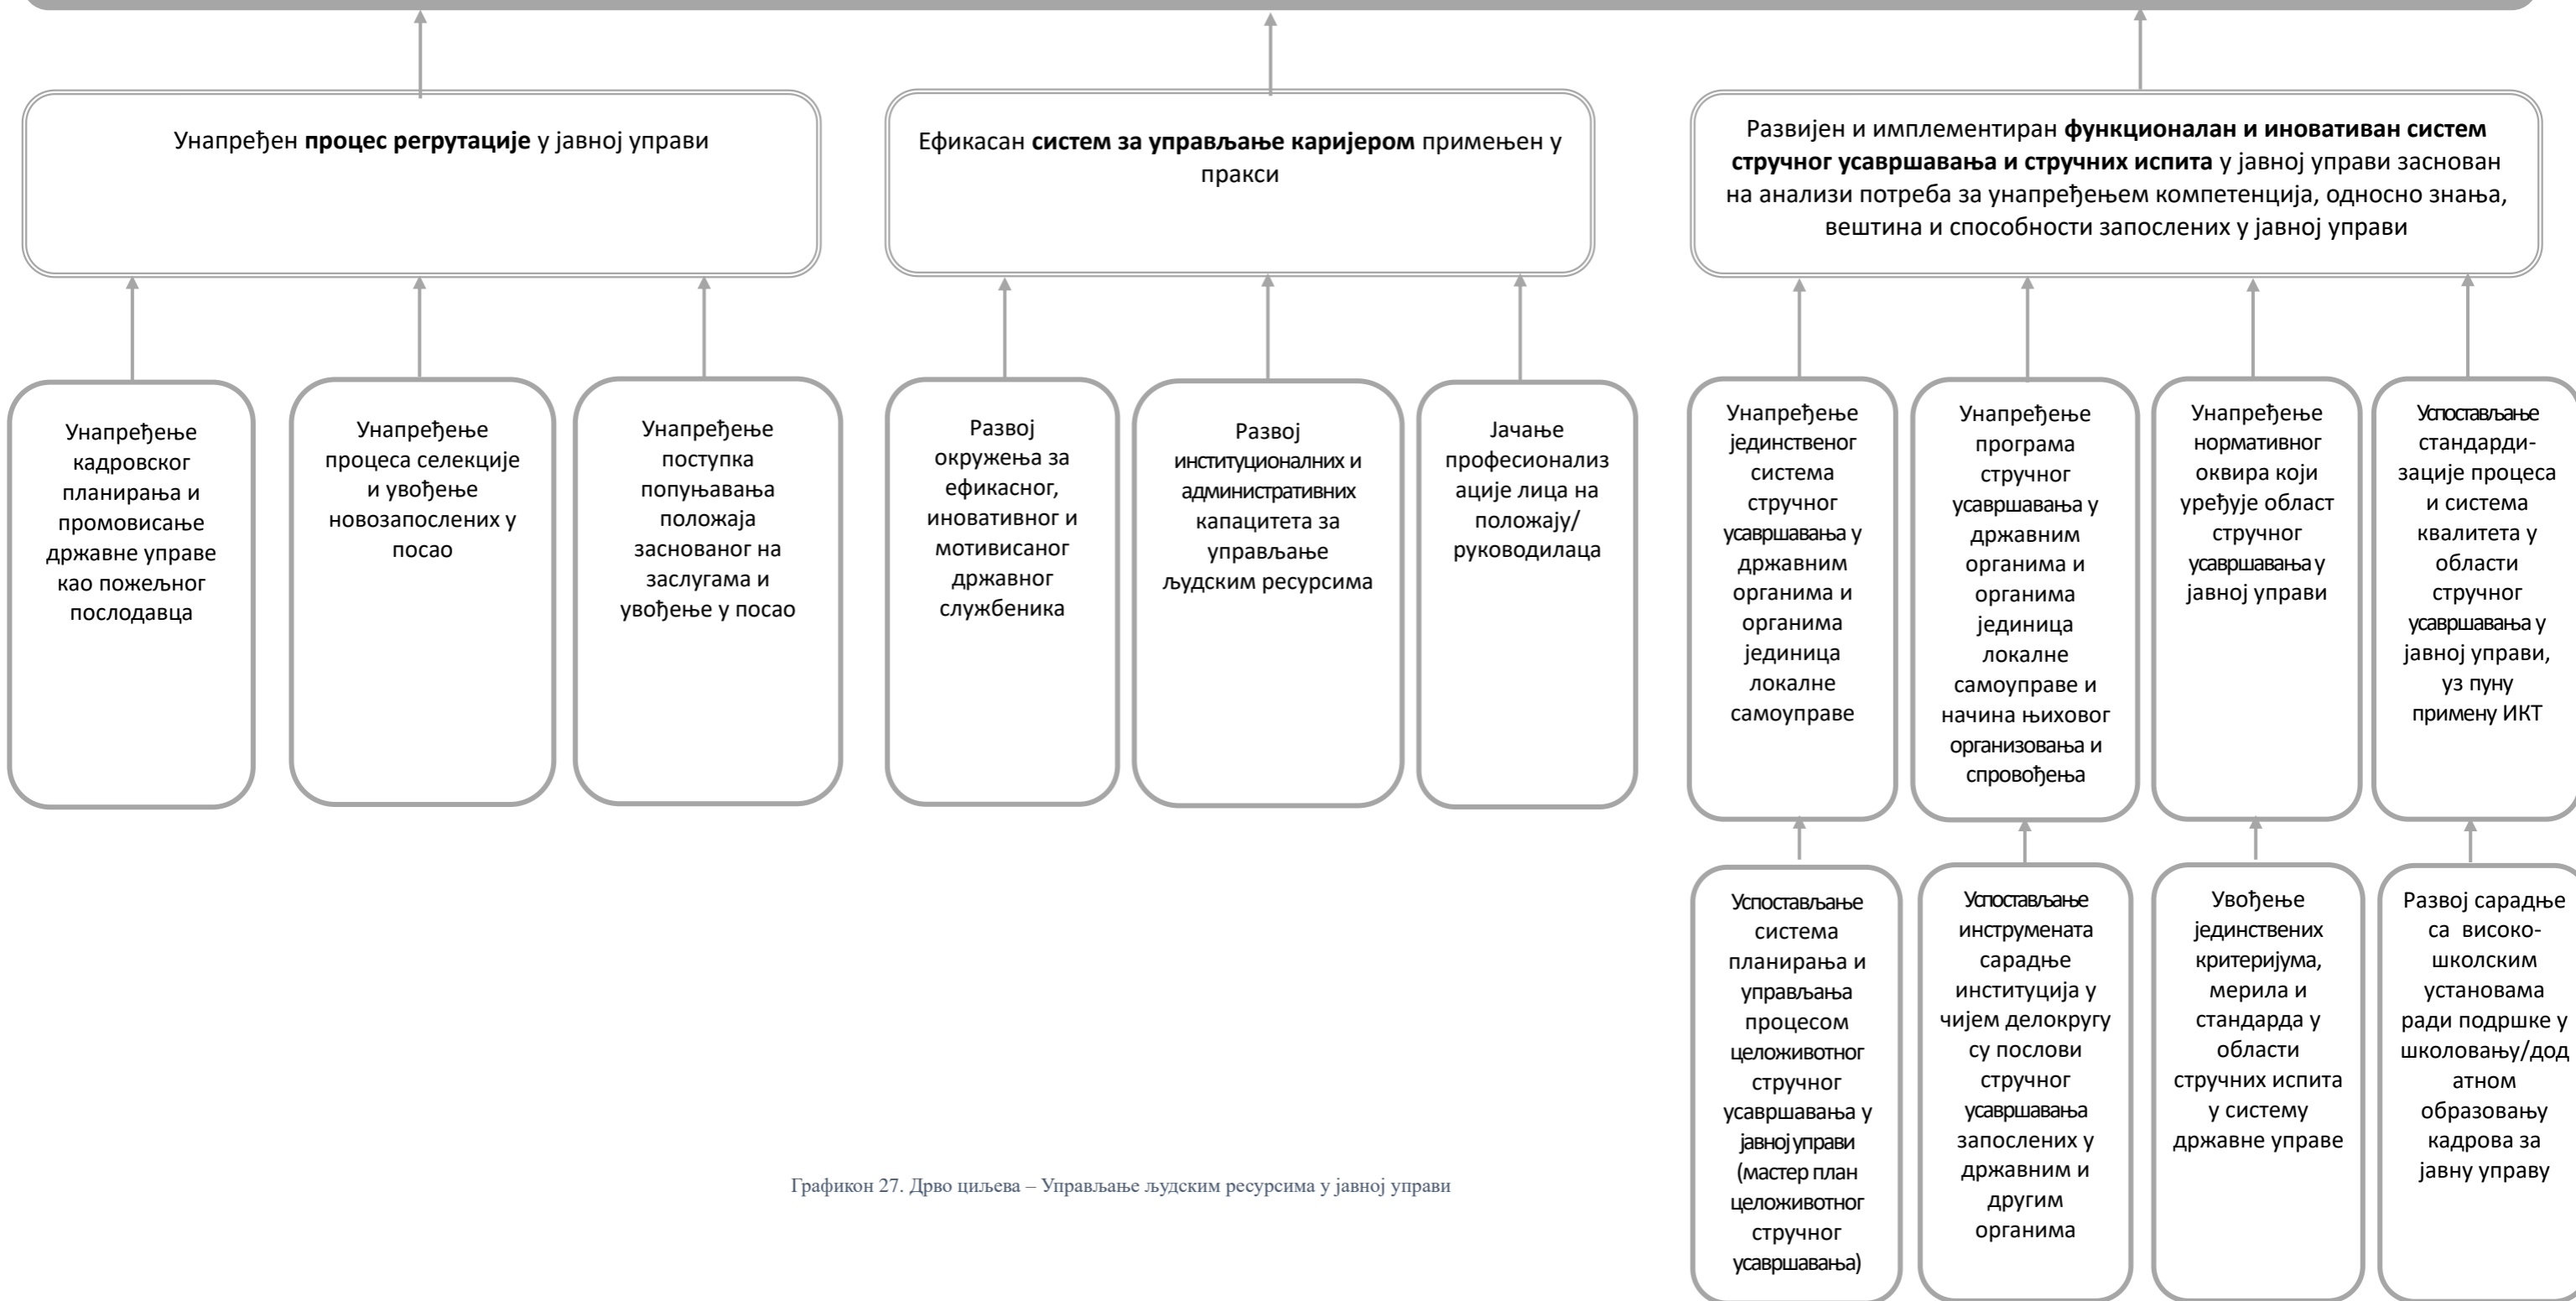 Унапређен процес регрутације у јавној управи
Ефикасан систем за управљање каријером примењен у
пракси
Развијен и имплементиран функционалан и иновативан систем
стручног усавршавања и стручних испита у јавној управи заснован
на анализи потреба за унапређењем компетенција, односно знања,
вештина и способности запослених у јавној управи
Унапређење
кадровског
планирања и
промовисање
државне управе
као пожељног
послодавца
Унапређење
процеса селекције
и увођење
новозапослених у
посао
Унапређење
поступка
попуњавања
положаја
заснованог на
заслугама и
увођење у посао
Развој
окружења за
ефикасног,
иновативног и
мотивисаног
државног
службеника
Развој
институционалних и
административних
капацитета за
управљање
људским ресурсима
Јачање
професионализ
ације лица на
положају/
руководилаца
Унапређење
јединственог
система
стручног
усавршавања у
државним
органима и
органима
јединица
локалне
самоуправе
Унапређење
програма
стручног
усавршавања у
државним
органима и
органима
јединица
локалне
самоуправе и
начина њиховог
организовања и
спровођења
Унапређење
нормативног
оквира који
уређује област
стручног
усавршавања у
јавној управи
Успостављање
стандарди-
зације процеса
и система
квалитета у
области
стручног
усавршавања у
јавној управи,
уз пуну
примену ИКТ
Успостављање
система
планирања и
управљања
процесом
целоживотног
стручног
усавршавања у
јавној управи
(мастер план
целоживотног
стручног
усавршавања)
Успостављање
инструмената
сарадње
институција у
чијем делокругу
су послови
стручног
усавршавања
запослених у
државним и
другим
органима
Увођење
јединствених
критеријума,
мерила и
стандарда у
области
стручних испита
у систему
државне управе
Развој сарадње
са високо-
школским
установама
ради подршке у
школовању/дод
атном
образовању
кадрова за
јавну управу
Графикон 27. Дрво циљева – Управљање људским ресурсима у јавној управи